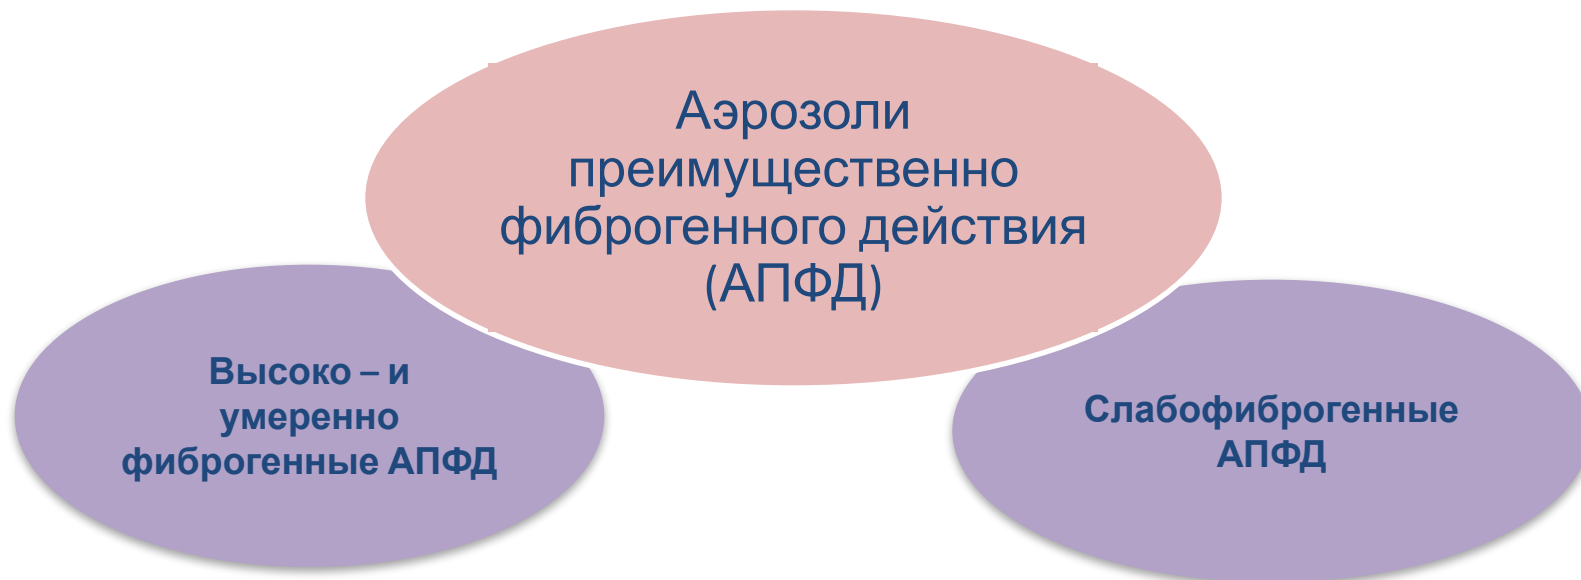 Аэрозоли
преимущественно
фиброгенного действия
(АПФД)
Высоко – и
умеренно
фиброгенные АПФД
Слабофиброгенные
АПФД